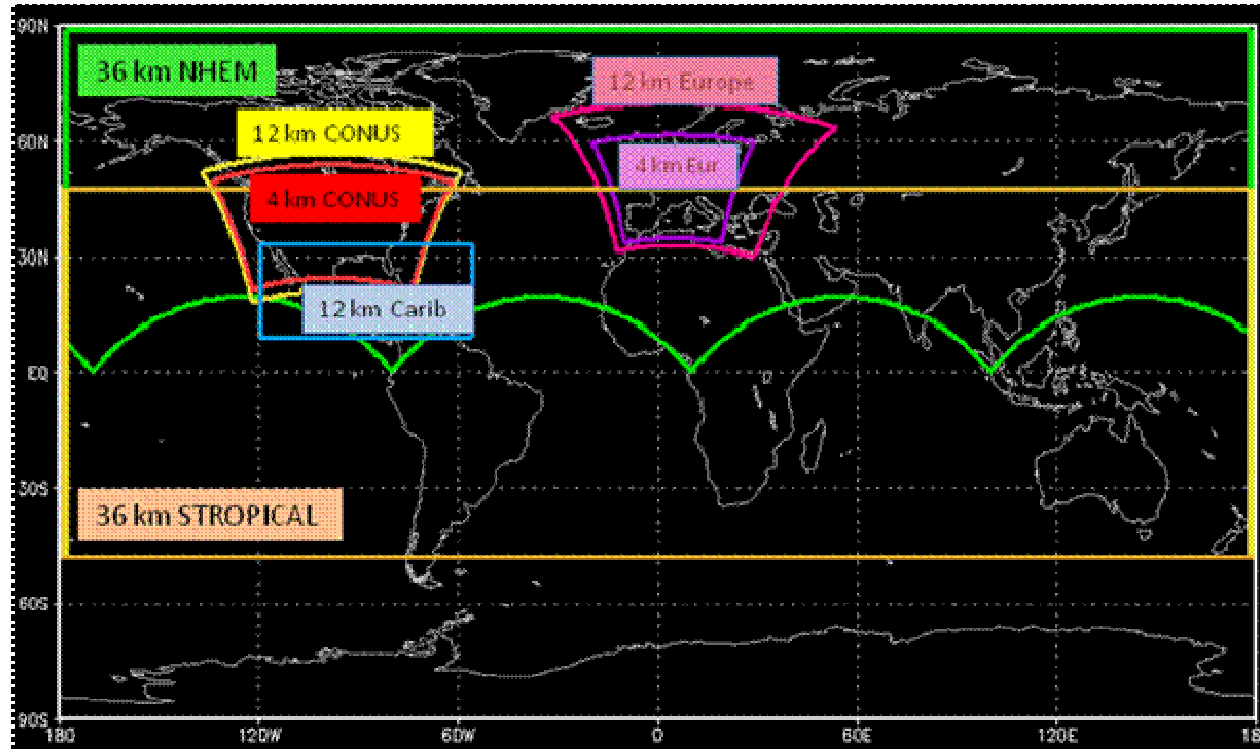 90N
36 km NHEM
12 km Europe
12 km CONUS
60N
4 km Eur
4 km CONUS
30N
12 km Carib
EQ
30S
36 km STROPICAL
60S
90S
180
120W
60W
0
60E
120E